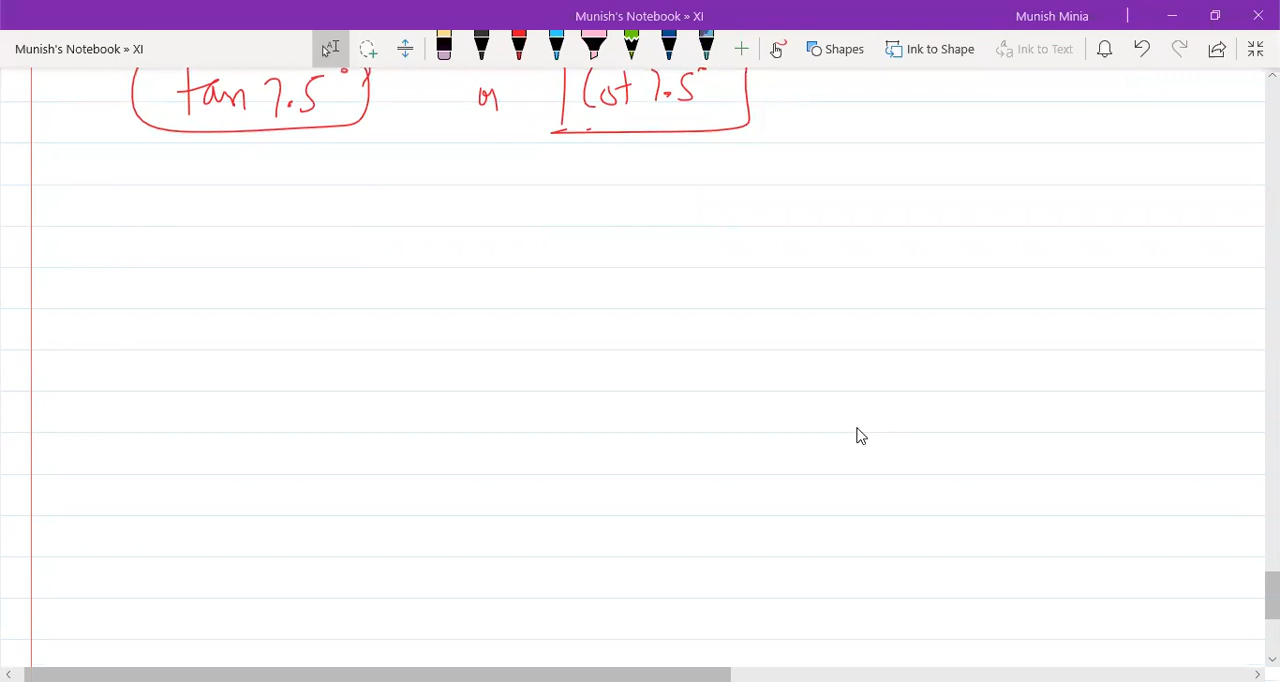 Munish's Notebook » XI
Munish Minia
Munish's Notebook » XI
Shapes
Ink to Shape
Ink to Text
tan 7.5° or cot 7.5°